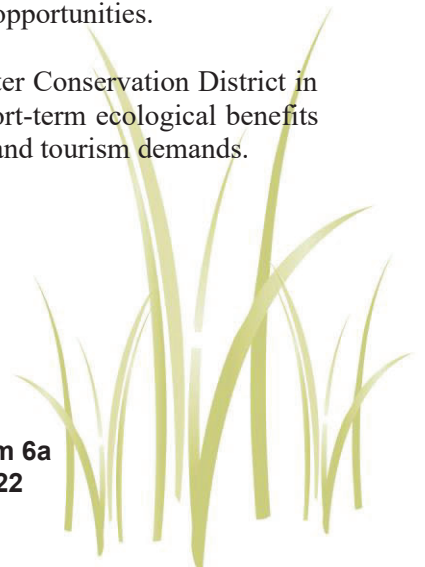 opportunities.
ter Conservation District in
ort-term ecological benefits
and tourism demands.
m 6a
22